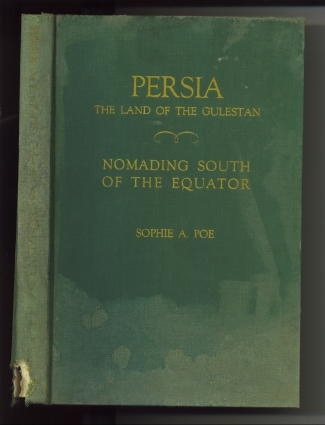 PERSIA
THE LAND OF THE GULESTAN
NOMADING SOUTH
OF THE EQUATOR
SOPHIE A. POE